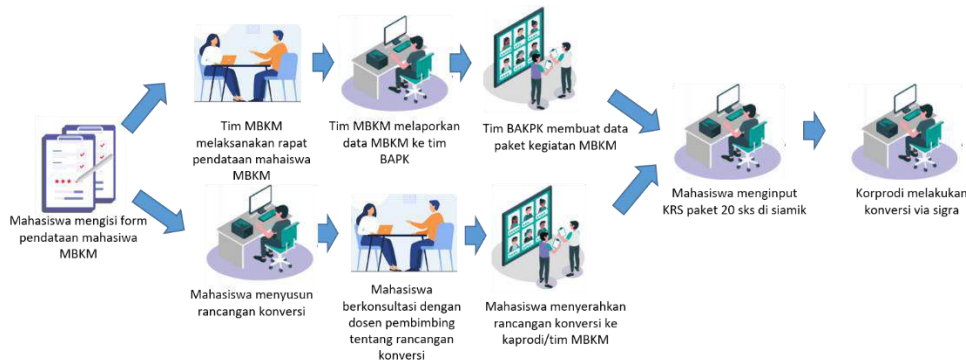 Mahasiswa mengisi form
pendataan mahasiwa
MBKM
Tim MBKM
melaksanakan rapat
pendataan mahaiswa
MBKM
Tim MBKM melaporkan
data MBKM ke tim
BAPK
Tim BAKPK membuat data
paket kegiatan MBKM
Mahasiswa menyusun
rancangan konversi
Mahasiswa
berkonsultasi dengan
dosen pembimbing
tentang rancangan
konversi
Mahasiswa menyerahkan
rancangan konversi ke
kaprodi/tim MBKM
Mahasiswa menginput
KRS paket 20 sks di siamik
Korprodi melakukan
konversi via sigra